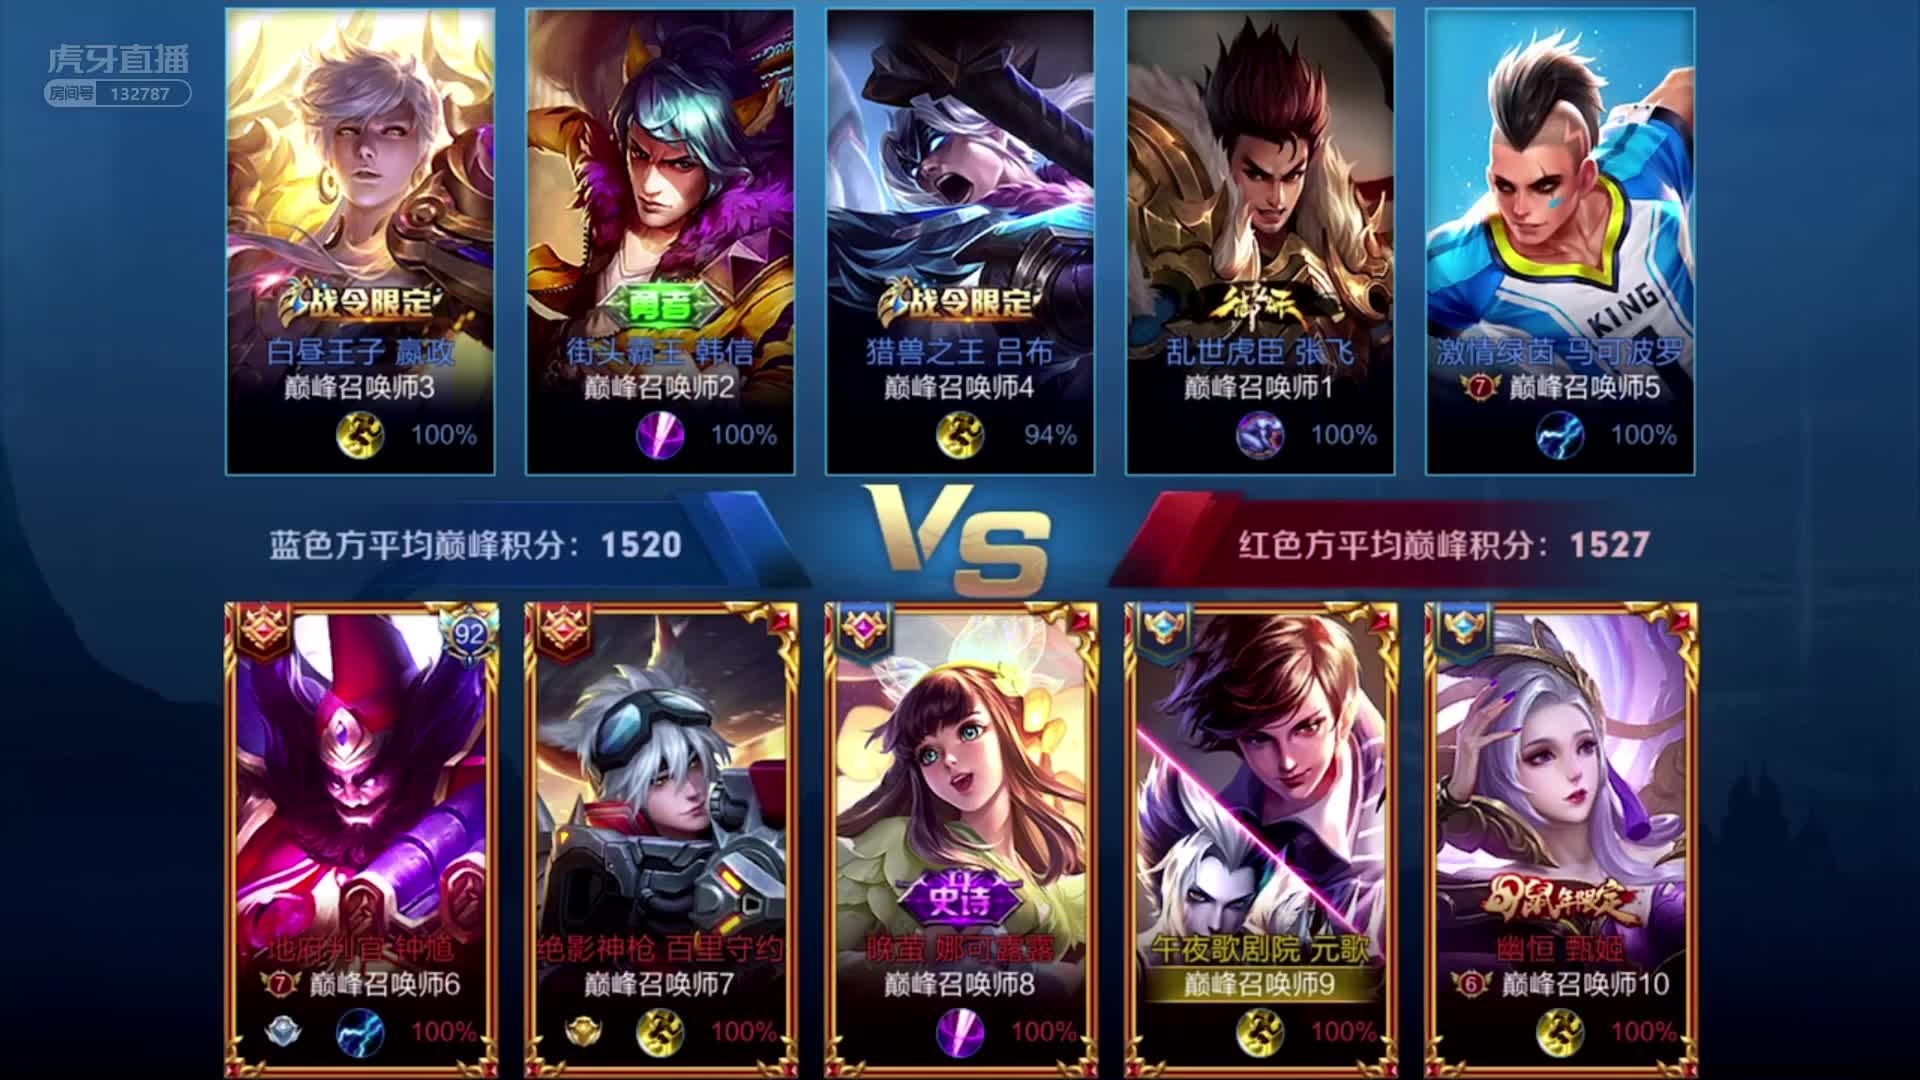 虎牙直播
房间号 132787
战令限定
白昼王子 嬴政
巅峰召唤师3
100%
勇者
街头霸王 韩信
巅峰召唤师2
100%
战令限定
猎兽之王 吕布
巅峰召唤师4
94%
御师
乱世虎臣 张飞
巅峰召唤师1
100%
KING
激情绿茵 马可波罗
7 巅峰召唤师5
100%
蓝色方平均巅峰积分：1520
VS
红色方平均巅峰积分：1527
92
地府判官 钟馗
7 巅峰召唤师6
100%
绝影神枪 百里守约
巅峰召唤师7
100%
史诗
晚萤 娜可露露
巅峰召唤师8
100%
午夜歌剧院 元歌
巅峰召唤师9
100%
鼠年限定
幽恒 甄姬
6 巅峰召唤师10
100%